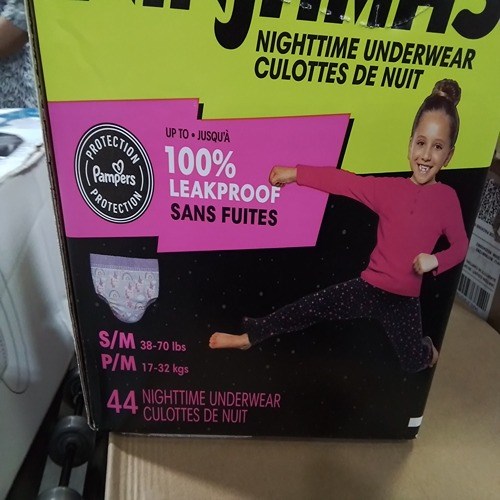 NINJAMAS
NIGHTTIME UNDERWEAR
CULOTTES DE NUIT
PROTECTION
Pampers
PROTECTION
UP TO • JUSQU'À
100%
LEAKPROOF
SANS FUITES
S/M 38-70 lbs
P/M 17-32 kgs
44 NIGHTTIME UNDERWEAR
CULOTTES DE NUIT